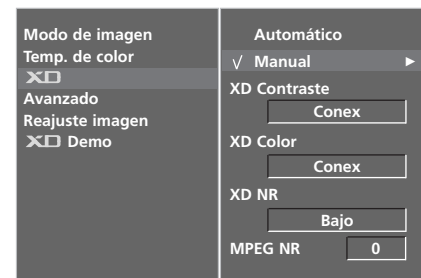 Modo de imagen
Temp. de color
XD
Avanzado
Reajuste imagen
XD Demo
Automático
√ Manual ►
XD Contraste
Conex
XD Color
Conex
XD NR
Bajo
MPEG NR 0